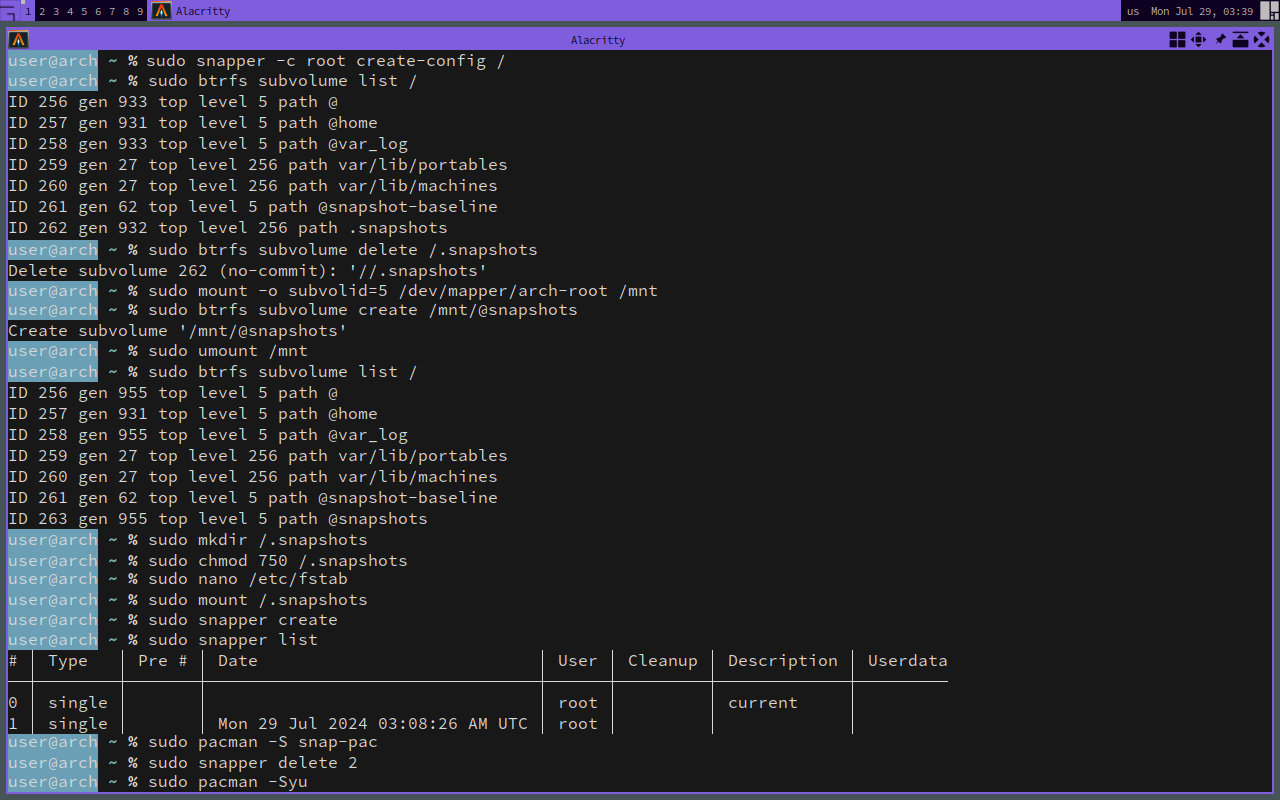 1 2 3 4 5 6 7 8 9 Alacritty us Mon Jul 29, 03:39
Alacritty
user@arch ~ % sudo snapper -c root create-config /
user@arch ~ % sudo btrfs subvolume list /
ID 256 gen 933 top level 5 path @
ID 257 gen 931 top level 5 path @home
ID 258 gen 933 top level 5 path @var_log
ID 259 gen 27 top level 256 path var/lib/portables
ID 260 gen 27 top level 256 path var/lib/machines
ID 261 gen 62 top level 5 path @snapshot-baseline
ID 262 gen 932 top level 256 path .snapshots
user@arch ~ % sudo btrfs subvolume delete /.snapshots
Delete subvolume 262 (no-commit): '//.snapshots'
user@arch ~ % sudo mount -o subvolid=5 /dev/mapper/arch-root /mnt
user@arch ~ % sudo btrfs subvolume create /mnt/@snapshots
Create subvolume '/mnt/@snapshots'
user@arch ~ % sudo umount /mnt
user@arch ~ % sudo btrfs subvolume list /
ID 256 gen 955 top level 5 path @
ID 257 gen 931 top level 5 path @home
ID 258 gen 955 top level 5 path @var_log
ID 259 gen 27 top level 256 path var/lib/portables
ID 260 gen 27 top level 256 path var/lib/machines
ID 261 gen 62 top level 5 path @snapshot-baseline
ID 263 gen 955 top level 5 path @snapshots
user@arch ~ % sudo mkdir /.snapshots
user@arch ~ % sudo chmod 750 /.snapshots
user@arch ~ % sudo nano /etc/fstab
user@arch ~ % sudo mount /.snapshots
user@arch ~ % sudo snapper create
user@arch ~ % sudo snapper list
# Type Pre # Date User Cleanup Description Userdata
0 single root current
1 single Mon 29 Jul 2024 03:08:26 AM UTC root
user@arch ~ % sudo pacman -S snap-pac
user@arch ~ % sudo snapper delete 2
user@arch ~ % sudo pacman -Syu